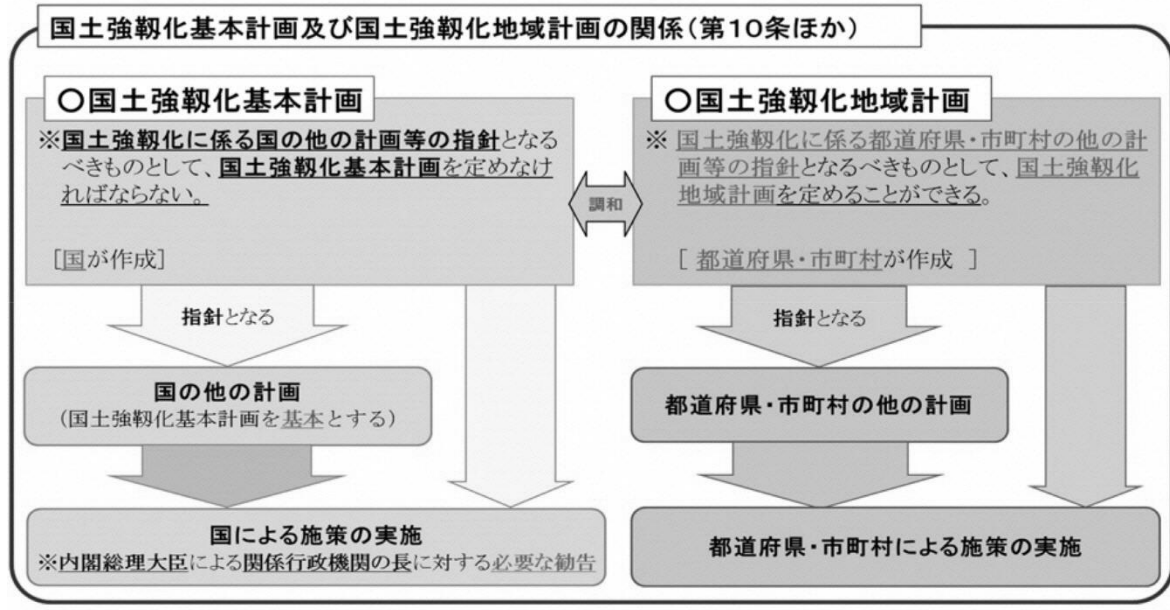 国土強靱化基本計画及び国土強靱化地域計画の関係(第10条ほか)
〇国土強靱化基本計画
※国土強靱化に係る国の他の計画等の指針となる
べきものとして、国土強靱化基本計画を定めなけ
ればならない。
[国が作成]
調和
〇国土強靱化地域計画
※ 国土強靱化に係る都道府県・市町村の他の計
画等の指針となるべきものとして、国土強靱化
地域計画を定めることができる。
[ 都道府県・市町村が作成 ]
指針となる
指針となる
国の他の計画
(国土強靱化基本計画を基本とする)
都道府県・市町村の他の計画
国による施策の実施
※内閣総理大臣による関係行政機関の長に対する必要な勧告
都道府県・市町村による施策の実施